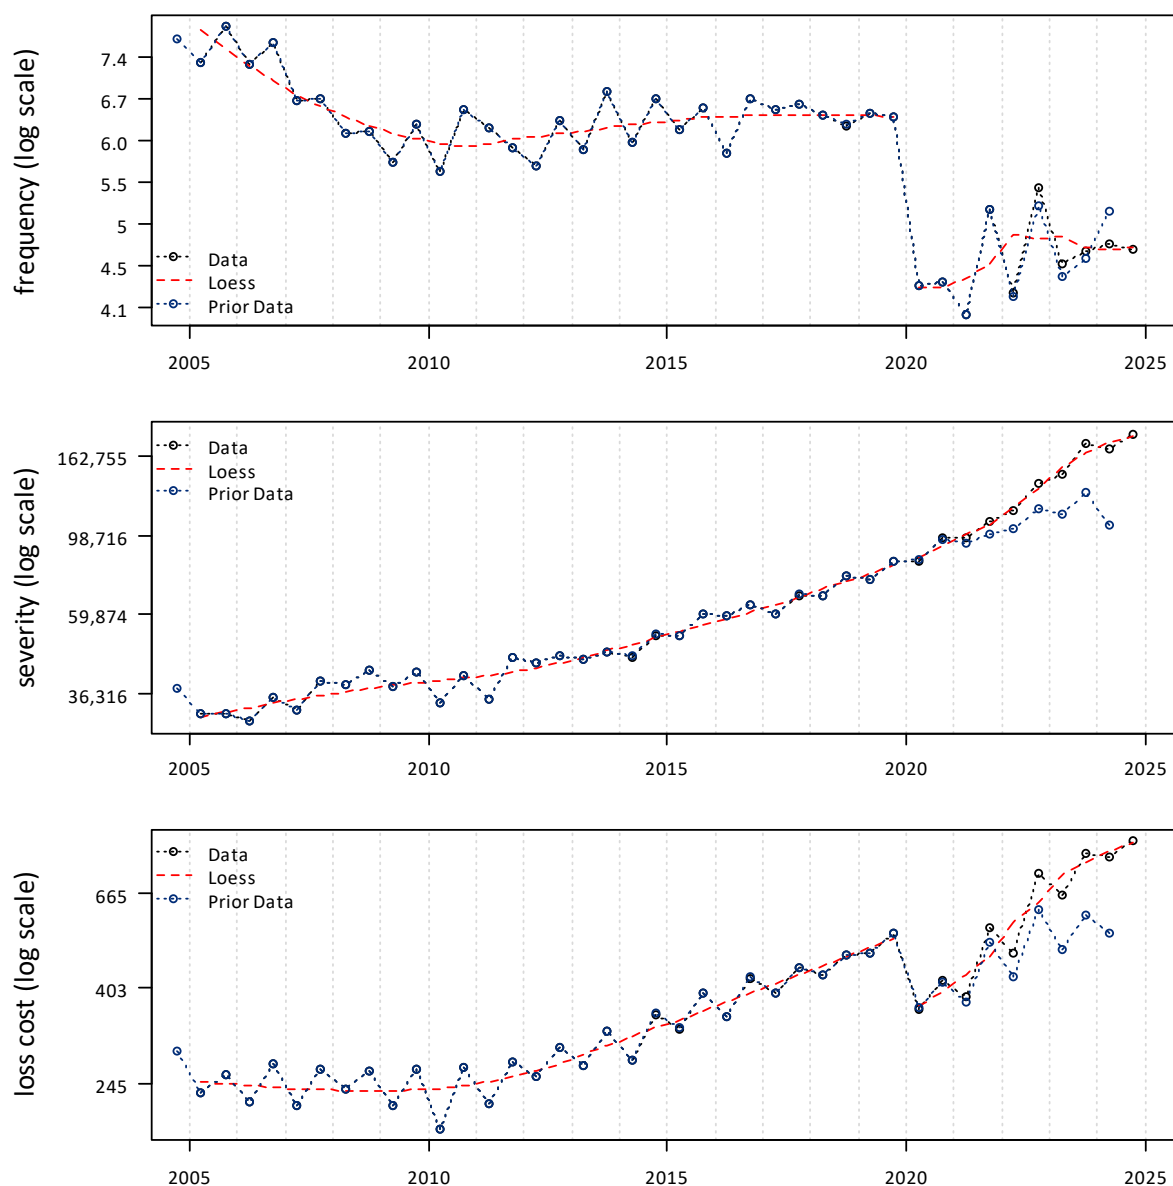 frequency (log scale)
7.4
6.7
6.0
5.5
5
4.5
4.1
Data
Loess
Prior Data
2005 2010 2015 2020 2025
severity (log scale)
162,755
98,716
59,874
36,316
Data
Loess
Prior Data
2005 2010 2015 2020 2025
loss cost (log scale)
665
403
245
Data
Loess
Prior Data
2005 2010 2015 2020 2025